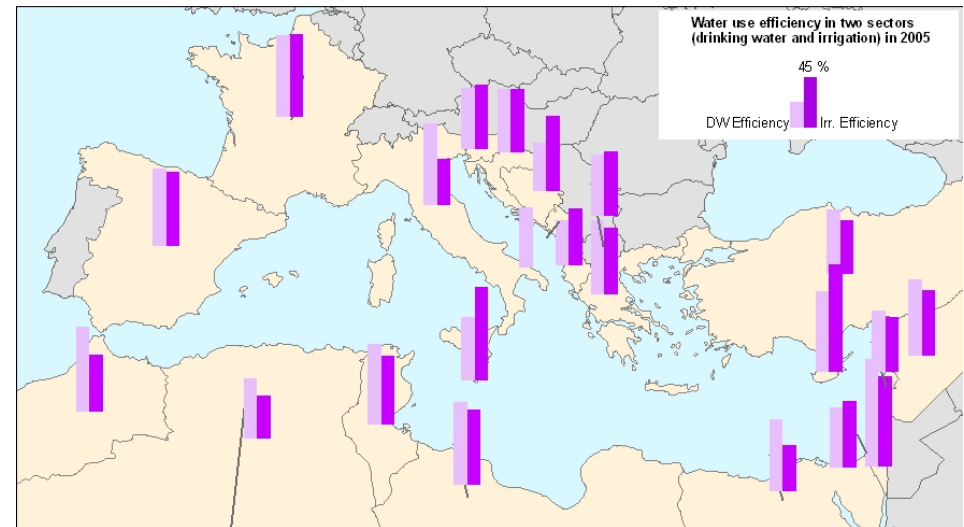 Water use efficiency in two sectors
(drinking water and irrigation) in 2005
45 %
DW Efficiency Irr. Efficiency